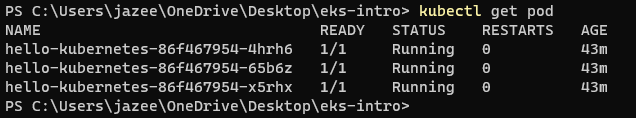 PS C:\Users\jazee\OneDrive\Desktop\eks-intro> kubectl get pod
NAME READY STATUS RESTARTS AGE
hello-kubernetes-86f467954-4hrh6 1/1 Running 0 43m
hello-kubernetes-86f467954-65b6z 1/1 Running 0 43m
hello-kubernetes-86f467954-x5rhx 1/1 Running 0 43m
PS C:\Users\jazee\OneDrive\Desktop\eks-intro>